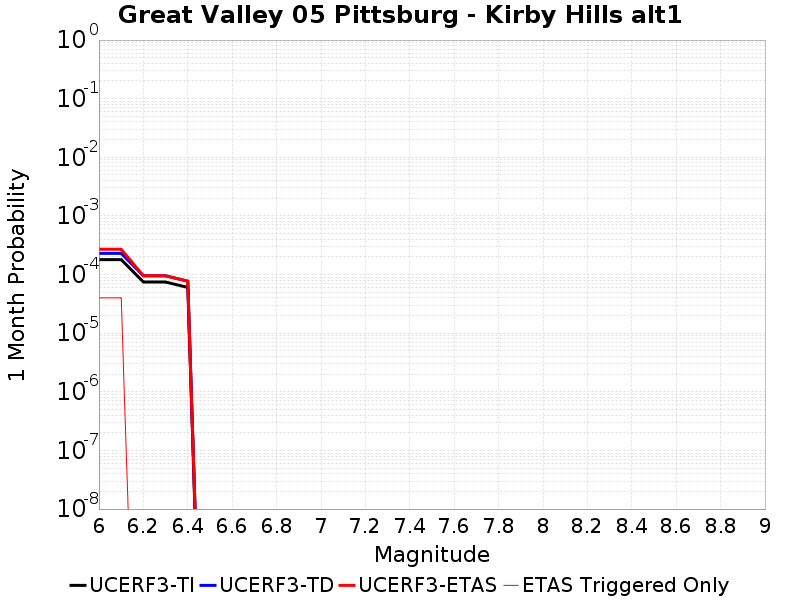 Great Valley 05 Pittsburg - Kirby Hills alt1
1 Month Probability
10^0
10^-1
10^-2
10^-3
10^-4
10^-5
10^-6
10^-7
10^-8
6 6.2 6.4 6.6 6.8 7 7.2 7.4 7.6 7.8 8 8.2 8.4 8.6 8.8 9
Magnitude
UCERF3-TI UCERF3-TD UCERF3-ETAS ETAS Triggered Only